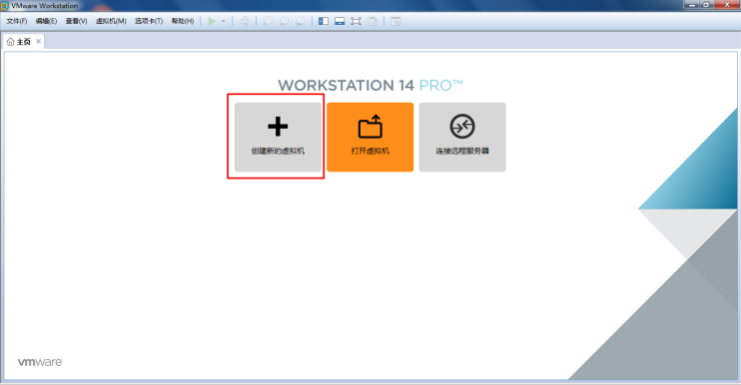 VMware Workstation
文件(F) 编辑(E) 查看(V) 虚拟机(M) 选项卡(T) 帮助(H)
主页
WORKSTATION 14 PRO™
创建新的虚拟机 打开虚拟机 连接远程服务器
vmware